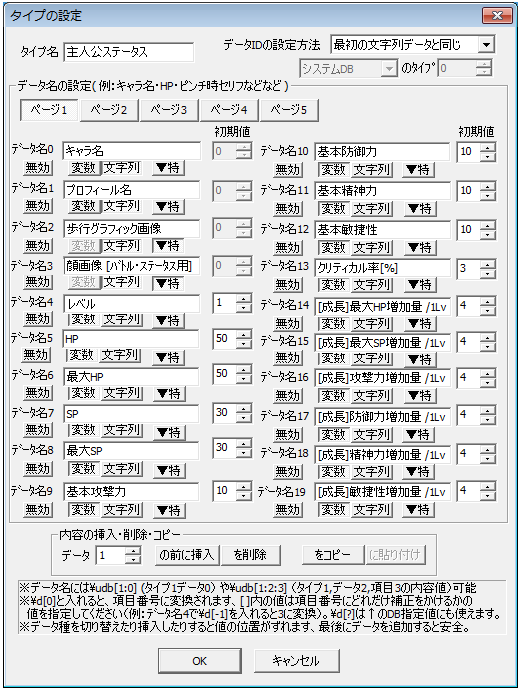 タイプの設定
タイプ名 主人公ステータス
データIDの設定方法 最初の文字列データと同じ
システムDB のタイプ 0
データ名の設定( 例：キャラ名・HP・ピンチ時セリフなどなど )
ページ1 ページ2 ページ3 ページ4 ページ5
初期値
データ名0 キャラ名 0
無効 変数 文字列 ▼特
データ名1 プロフィール名 0
無効 変数 文字列 ▼特
データ名2 歩行グラフィック画像 0
無効 変数 文字列 ▼特
データ名3 顔画像 [バトル・ステータス用] 0
無効 変数 文字列 ▼特
データ名4 レベル 1
無効 変数 文字列 ▼特
データ名5 HP 50
無効 変数 文字列 ▼特
データ名6 最大HP 50
無効 変数 文字列 ▼特
データ名7 SP 30
無効 変数 文字列 ▼特
データ名8 最大SP 30
無効 変数 文字列 ▼特
データ名9 基本攻撃力 10
無効 変数 文字列 ▼特
初期値
データ名10 基本防御力 10
無効 変数 文字列 ▼特
データ名11 基本精神力 10
無効 変数 文字列 ▼特
データ名12 基本敏捷性 10
無効 変数 文字列 ▼特
データ名13 クリティカル率[%] 3
無効 変数 文字列 ▼特
データ名14 [成長]最大HP増加量 /1Lv 4
無効 変数 文字列 ▼特
データ名15 [成長]最大SP増加量 /1Lv 4
無効 変数 文字列 ▼特
データ名16 [成長]攻撃力増加量 /1Lv 4
無効 変数 文字列 ▼特
データ名17 [成長]防御力増加量 /1Lv 4
無効 変数 文字列 ▼特
データ名18 [成長]精神力増加量 /1Lv 4
無効 変数 文字列 ▼特
データ名19 [成長]敏捷性増加量 /1Lv 4
無効 変数 文字列 ▼特
内容の挿入・削除・コピー
データ 1 の前に挿入 を削除 をコピー に貼り付け
※データ名には¥udb[1:0] (タイプ1データ0) や¥udb[1:2:3] (タイプ1,データ2,項目3の内容値)可能
※¥d[0]と入れると、項目番号に変換されます、[ ]内の値は項目番号にどれだけ補正をかけるかの
値を指定してください(例：データ名4で¥d[-1]を入れると3に変換)。¥d[?]は↑のDB指定値にも使えます。
※データ種を切替えたり挿入したりすると値の位置がずれます、最後にデータを追加すると安全。
OK キャンセル